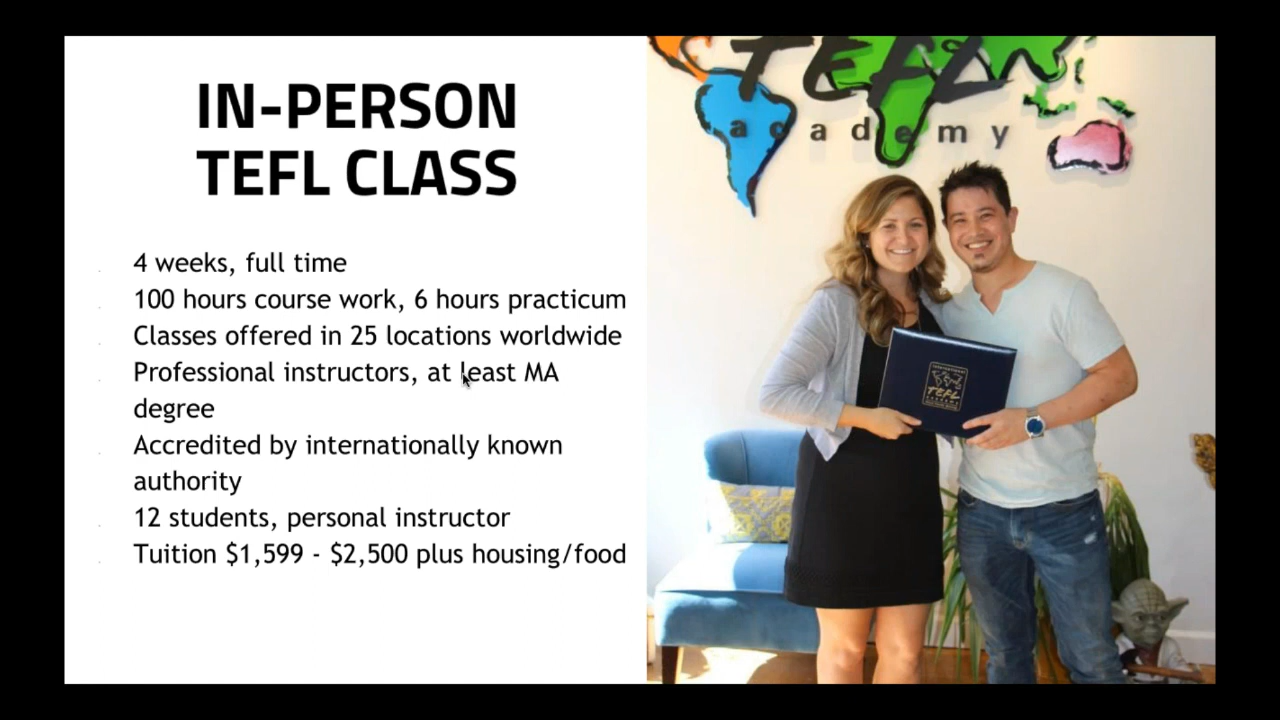 IN-PERSON
TEFL CLASS
4 weeks, full time
100 hours course work, 6 hours practicum
Classes offered in 25 locations worldwide
Professional instructors, at least MA
degree
Accredited by internationally known
authority
12 students, personal instructor
Tuition $1,599 - $2,500 plus housing/food
TEFL
academy
International
TEFL